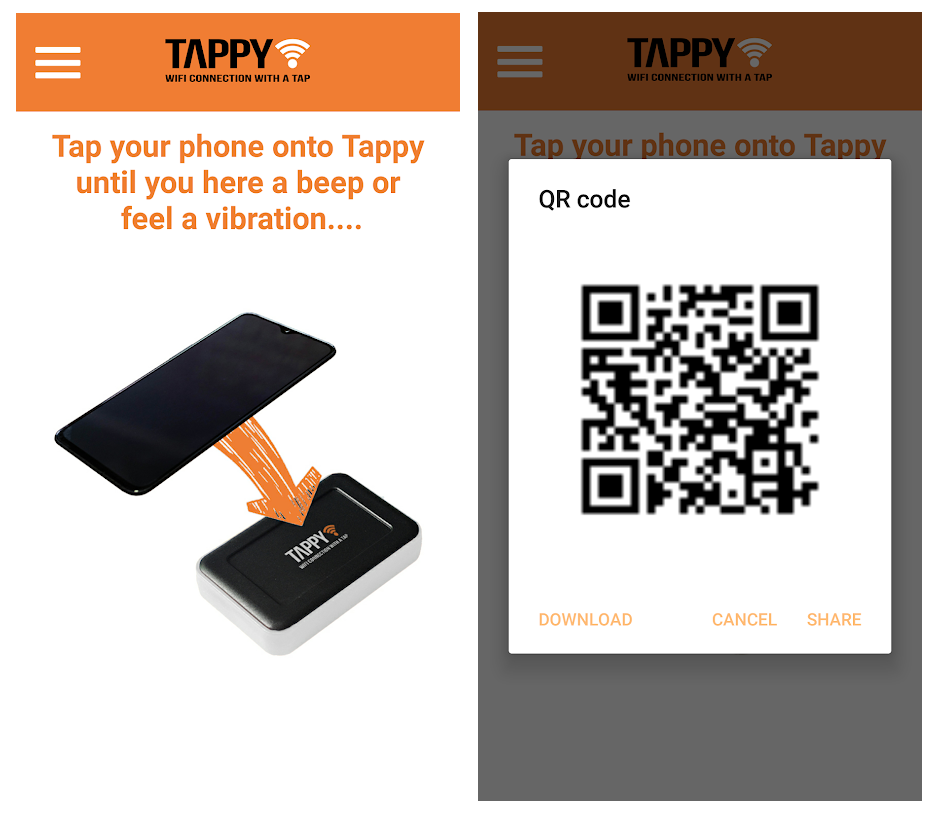 TAPPY
WIFI CONNECTION WITH A TAP
Tap your phone onto Tappy
until you here a beep or
feel a vibration....
TAPPY
WIFI CONNECTION WITH A TAP
TAPPY
WIFI CONNECTION WITH A TAP
Tap your phone onto Tappy
QR code
DOWNLOAD
CANCEL
SHARE